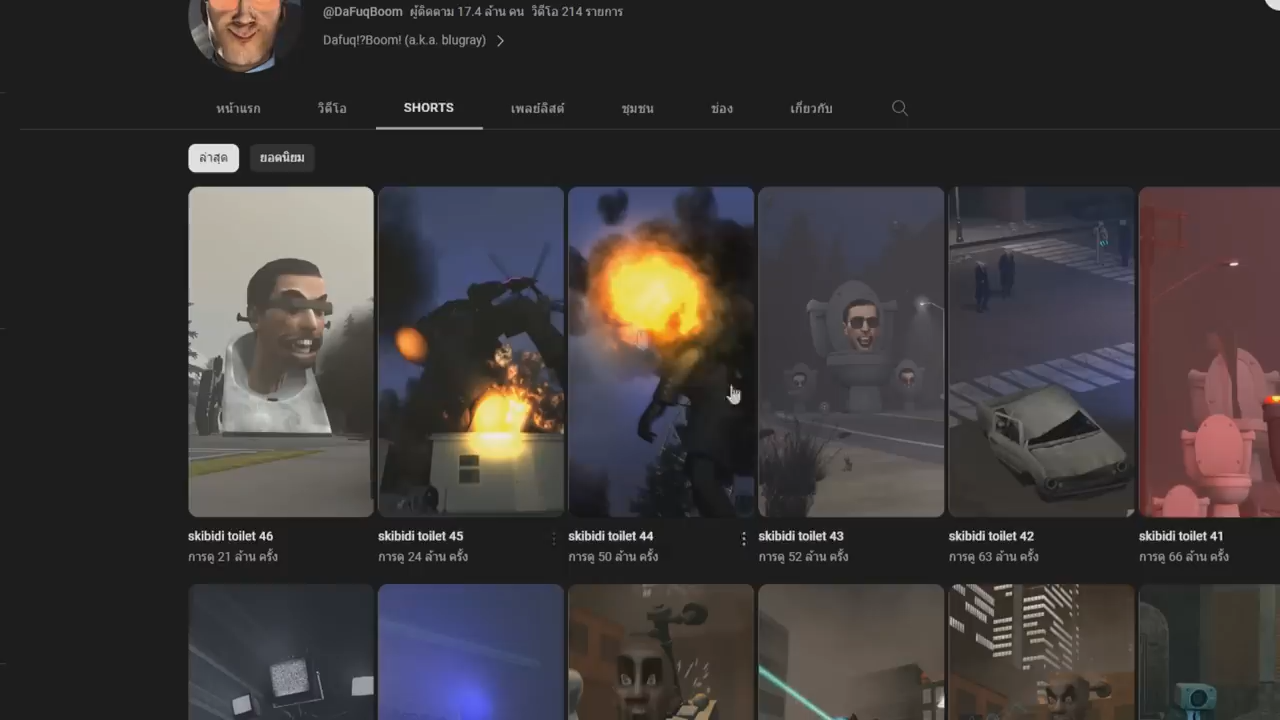 @DaFuqBoom ผู้ติดตาม 17.4 ล้าน คน วิดีโอ 214 รายการ
Dafuq!?Boom! (a.k.a. blugray)
หน้าแรก วิดีโอ SHORTS เพลย์ลิสต์ ชุมชน ช่อง เกี่ยวกับ
ล่าสุด ยอดนิยม
skibidi toilet 46 skibidi toilet 45 skibidi toilet 44 skibidi toilet 43 skibidi toilet 42 skibidi toilet 41
การดู 21 ล้าน ครั้ง การดู 24 ล้าน ครั้ง การดู 50 ล้าน ครั้ง การดู 52 ล้าน ครั้ง การดู 63 ล้าน ครั้ง การดู 66 ล้าน ครั้ง